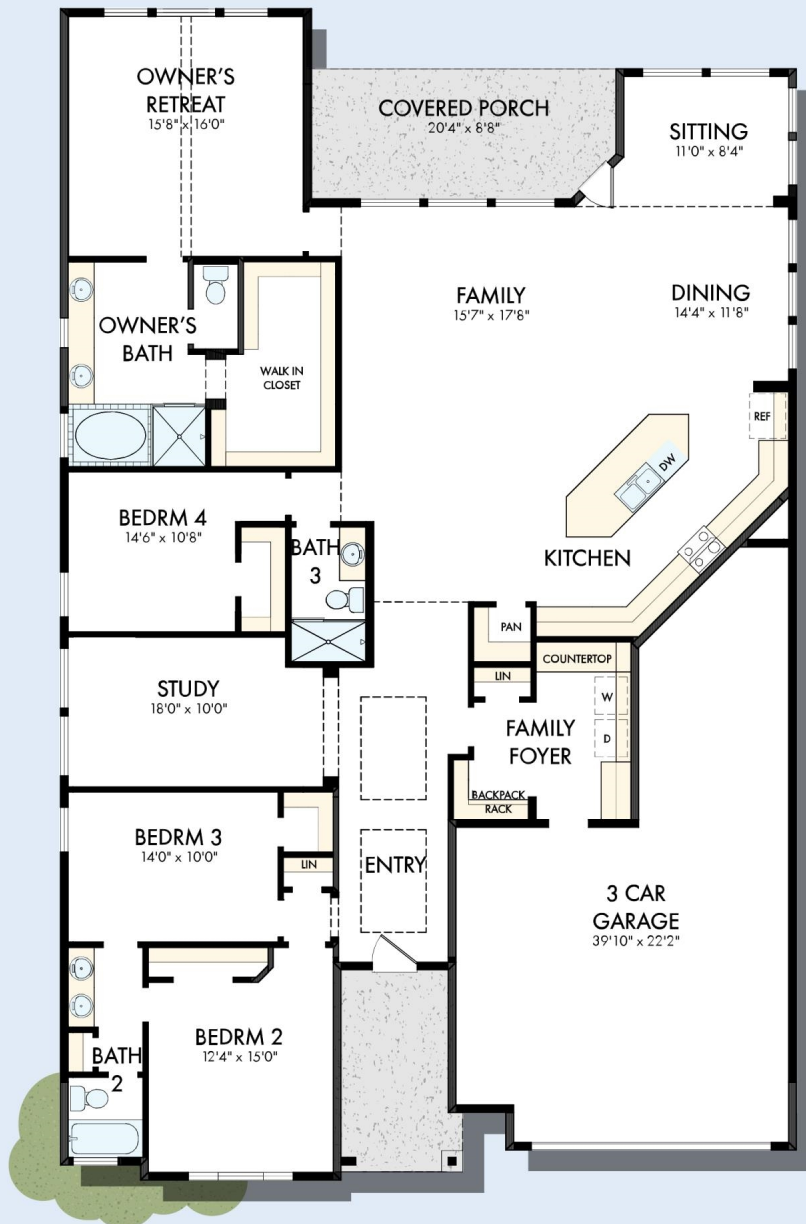 OWNER'S
RETREAT
15'8" x 16'0"
COVERED PORCH
20'4" x 8'8"
SITTING
11'0" x 8'4"
FAMILY
15'7" x 17'8"
DINING
14'4" x 11'8"
OWNER'S
BATH
WALK IN
CLOSET
REF
DW
KITCHEN
BEDRM 4
14'6" x 10'8"
BATH
3
PAN
COUNTERTOP
LIN
W
D
FAMILY
FOYER
BACKPACK
RACK
STUDY
18'0" x 10'0"
BEDRM 3
14'0" x 10'0"
LIN
ENTRY
3 CAR
GARAGE
39'10" x 22'2"
BEDRM 2
12'4" x 15'0"
BATH
2